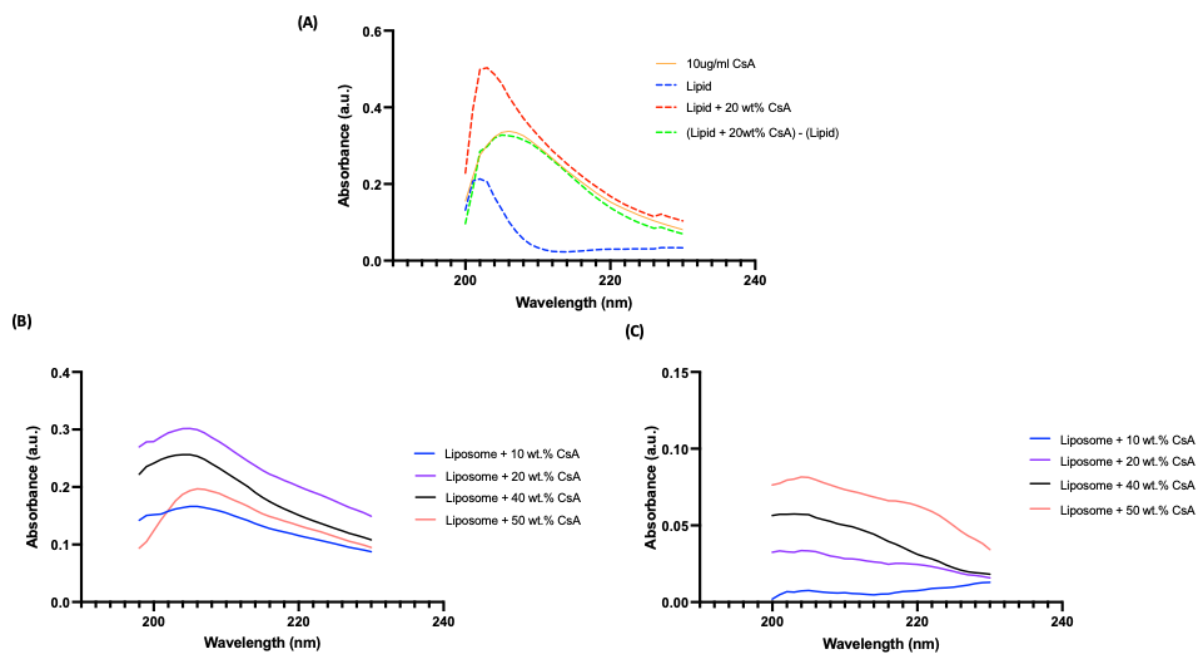 (A)
0.6
0.4
0.2
0.0
Absorbance (a.u.)
200
220
240
Wavelength (nm)
10ug/ml CsA
Lipid
Lipid + 20 wt% CsA
(Lipid + 20wt% CsA) - (Lipid)
(B)
0.4
0.3
0.2
0.1
0.0
Absorbance (a.u.)
200
220
240
Wavelength (nm)
Liposome + 10 wt.% CsA
Liposome + 20 wt.% CsA
Liposome + 40 wt.% CsA
Liposome + 50 wt.% CsA
(C)
0.15
0.10
0.05
0.00
Absorbance (a.u.)
200
220
240
Wavelength (nm)
Liposome + 10 wt.% CsA
Liposome + 20 wt.% CsA
Liposome + 40 wt.% CsA
Liposome + 50 wt.% CsA